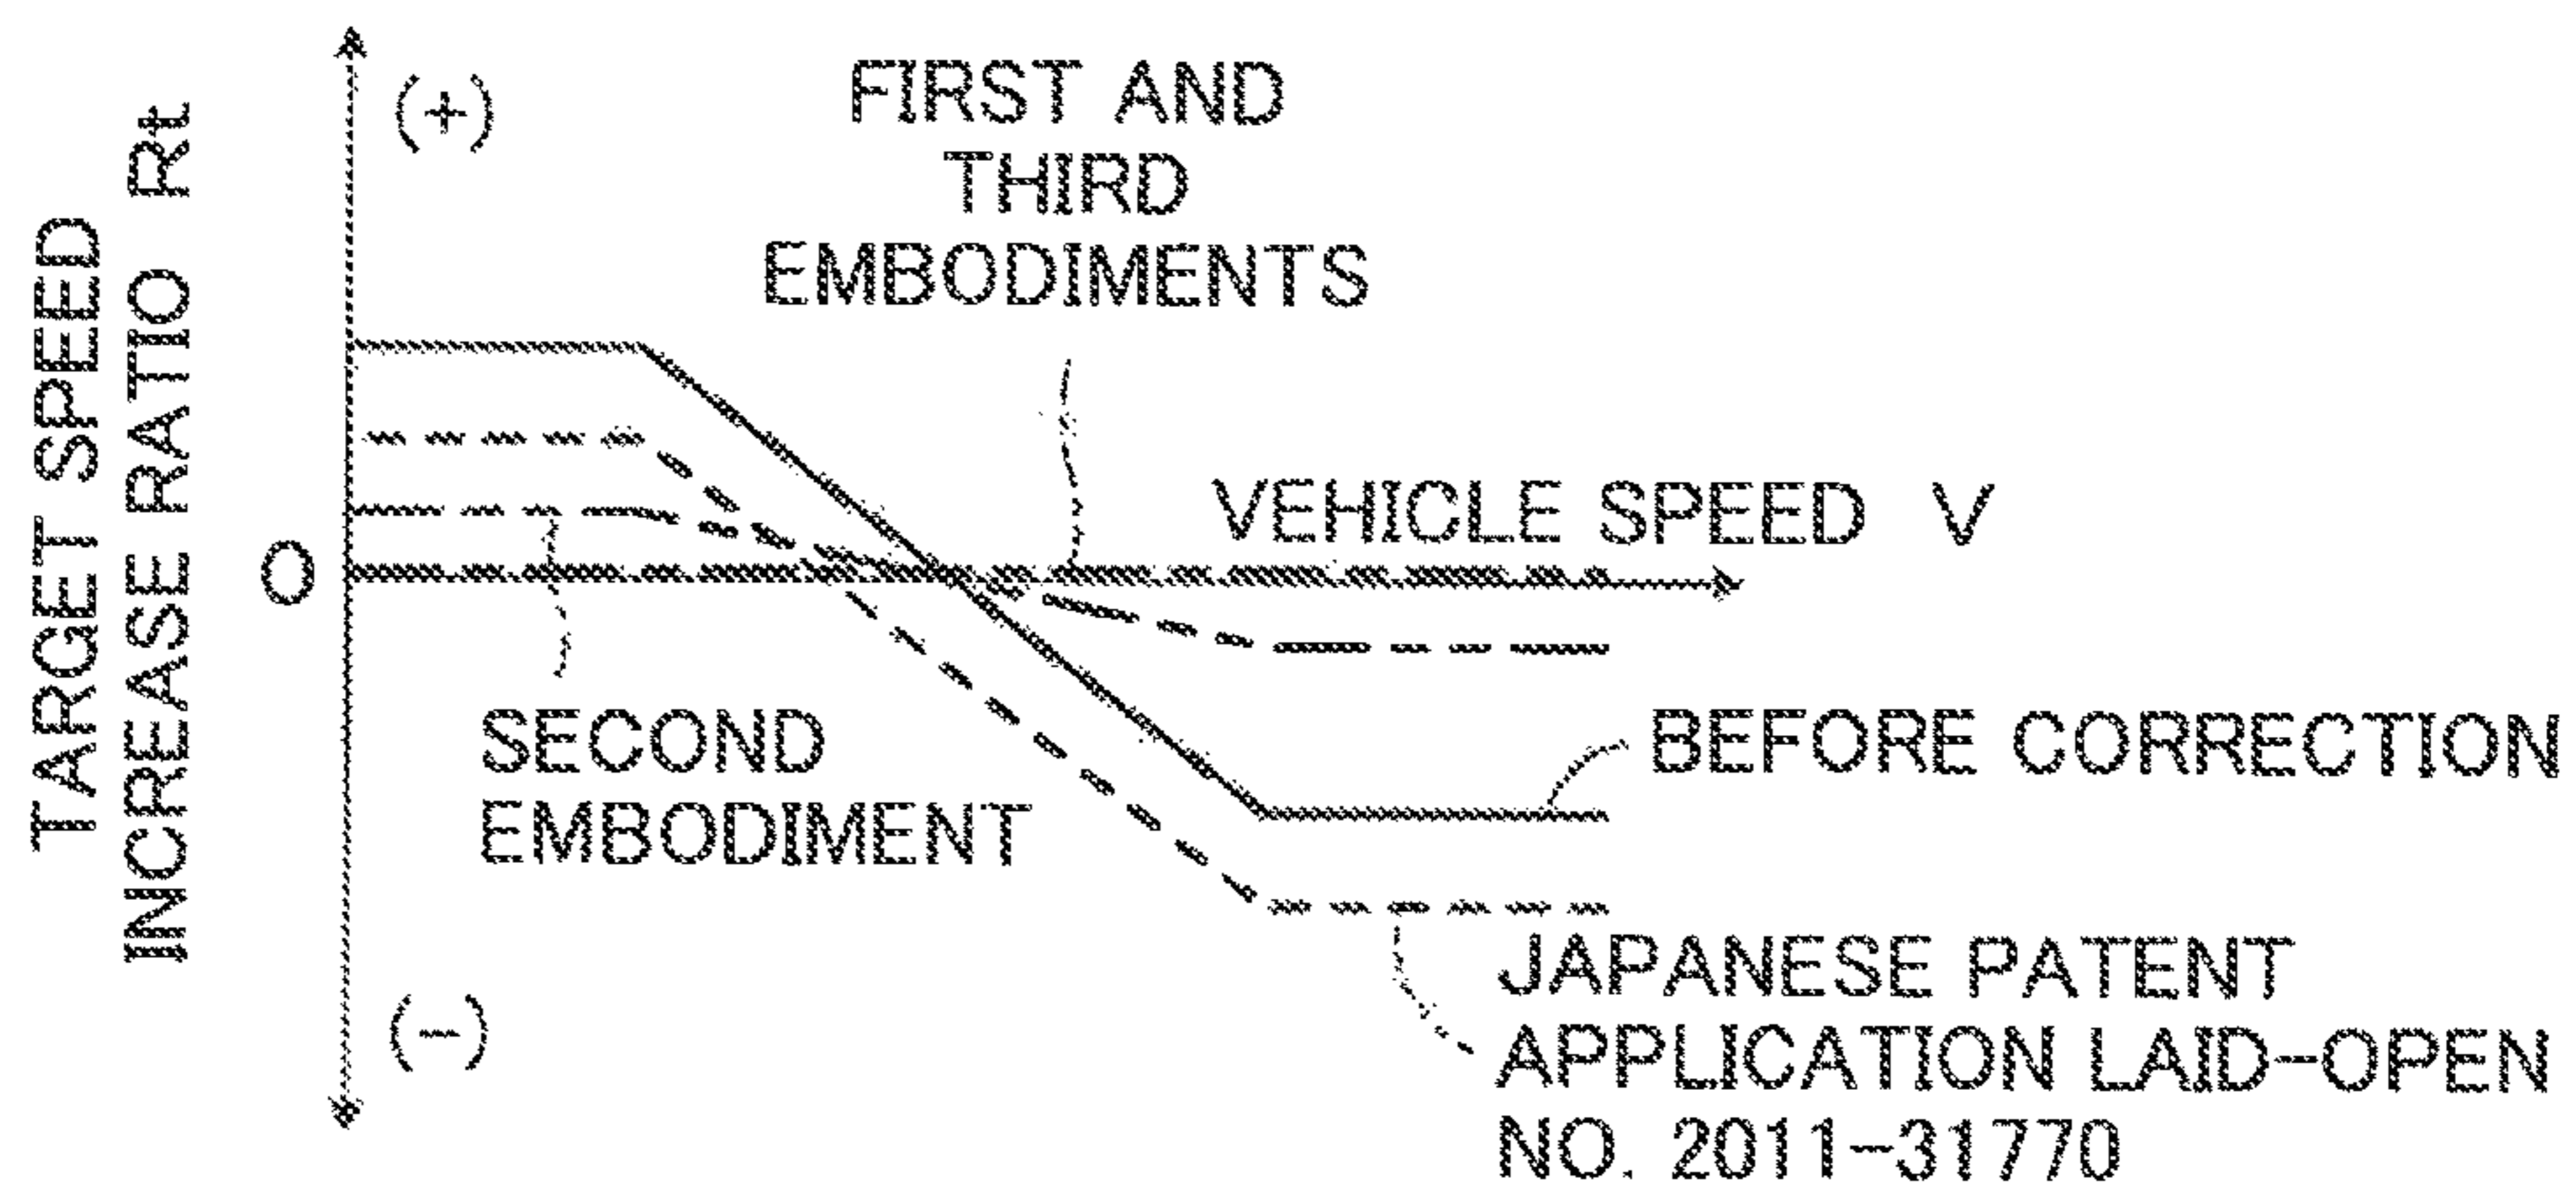 TARGET SPEED
INCREASE RATIO Rt
(+)
FIRST AND
THIRD
EMBODIMENTS
VEHICLE SPEED V
O
SECOND
EMBODIMENT
BEFORE CORRECTION
(-)
JAPANESE PATENT
APPLICATION LAID-OPEN
NO. 2011-31770